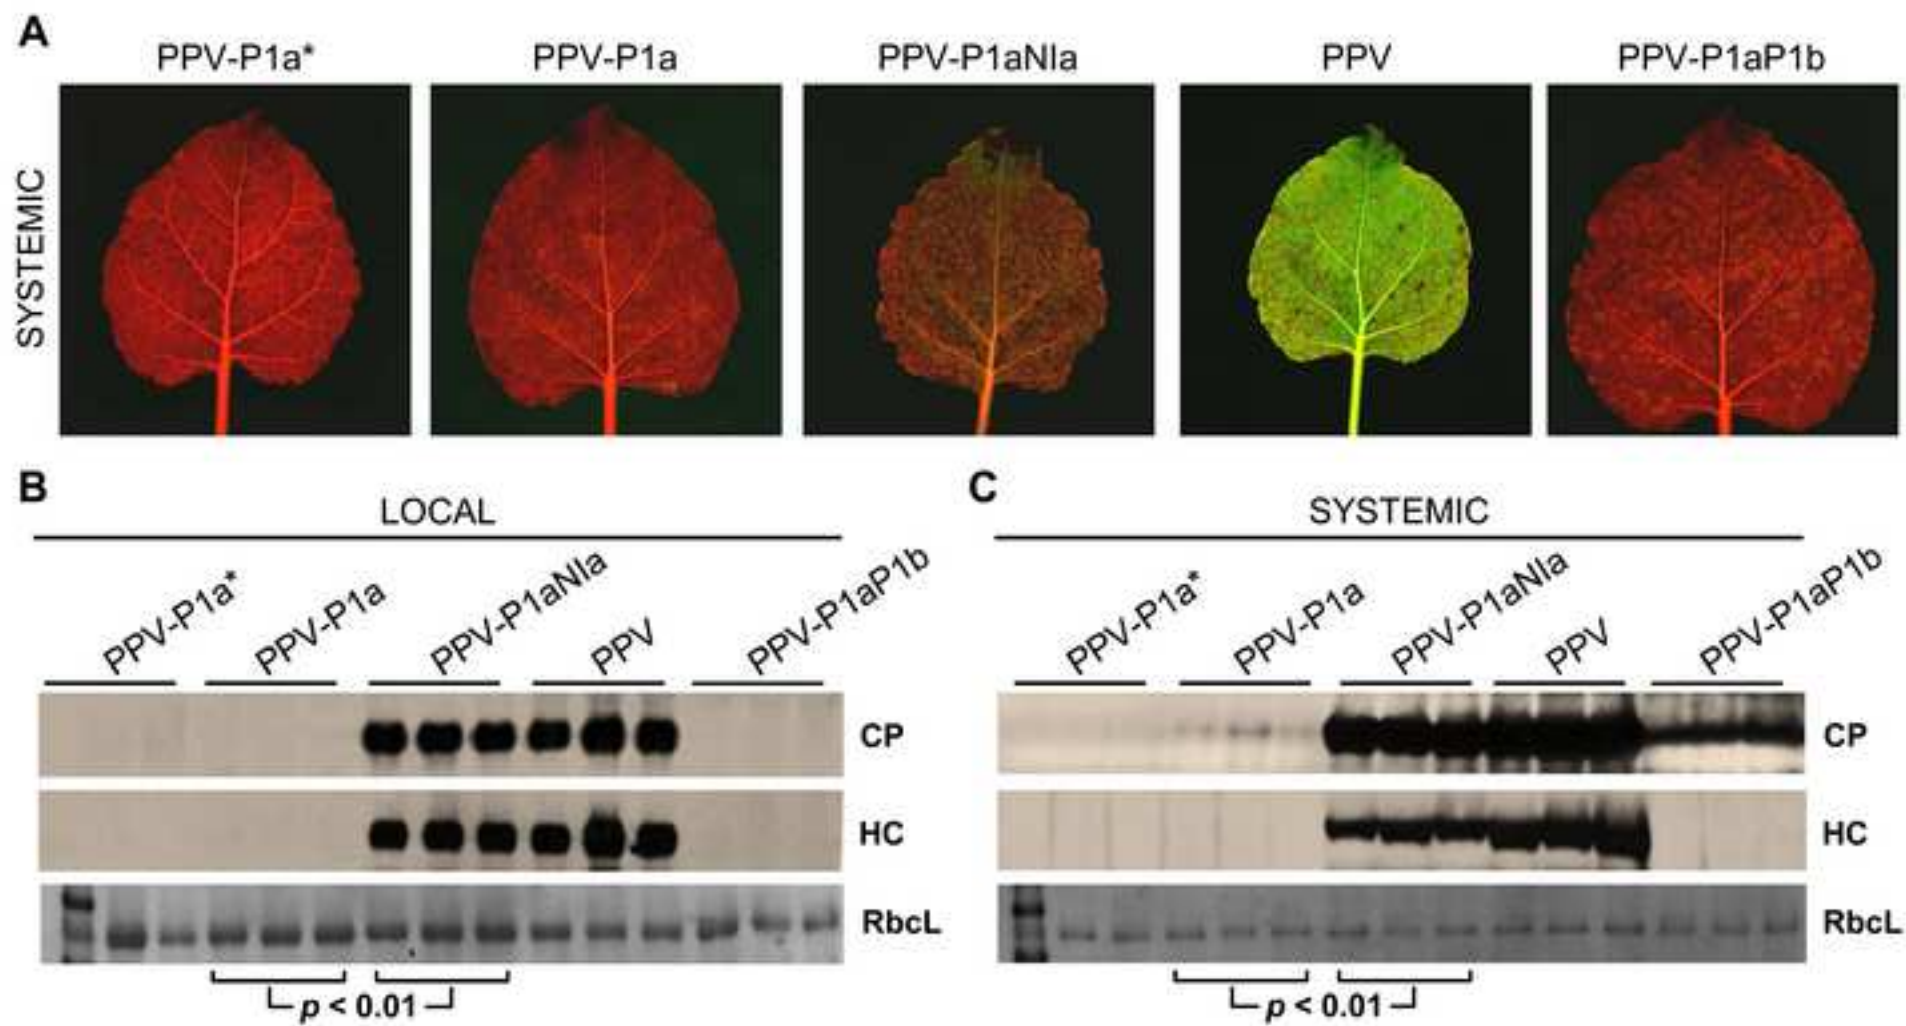 A
PPV-P1a* PPV-P1a PPV-P1aNIa PPV PPV-P1aP1b
SYSTEMIC
B
LOCAL
PPV-P1a* PPV-P1a PPV-P1aNIa PPV PPV-P1aP1b
CP
HC
RbcL
p < 0.01
C
SYSTEMIC
PPV-P1a* PPV-P1a PPV-P1aNIa PPV PPV-P1aP1b
CP
HC
RbcL
p < 0.01